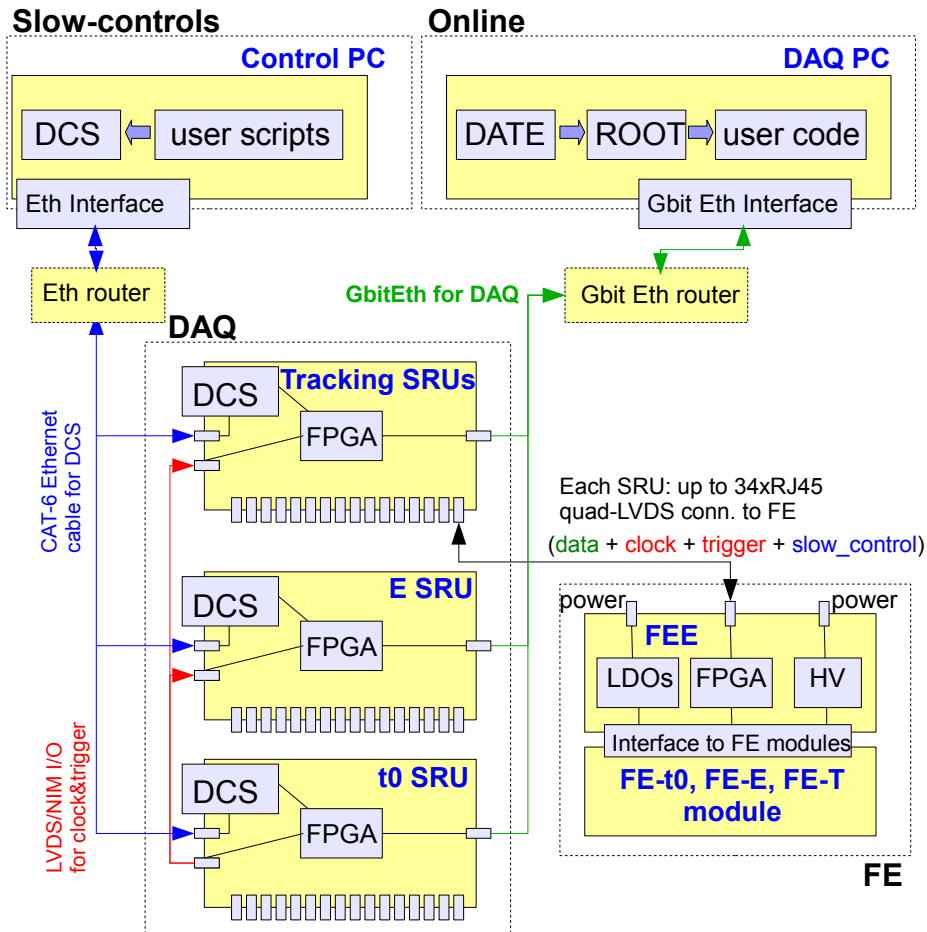 Slow-controls
Online
Control PC
DAQ PC
DCS
user scripts
DATE
ROOT
user code
Eth Interface
Gbit Eth Interface
Eth router
GbitEth for DAQ
Gbit Eth router
DAQ
Tracking SRUs
DCS
FPGA
CAT-6 Ethernet
cable for DCS
Each SRU: up to 34xRJ45
quad-LVDS conn. to FE
(data + clock + trigger + slow_control)
E SRU
DCS
FPGA
power
power
FEE
LDOs
FPGA
HV
Interface to FE modules
FE-t0, FE-E, FE-T
module
FE
LVDS/NIM I/O
for clock&trigger
t0 SRU
DCS
FPGA